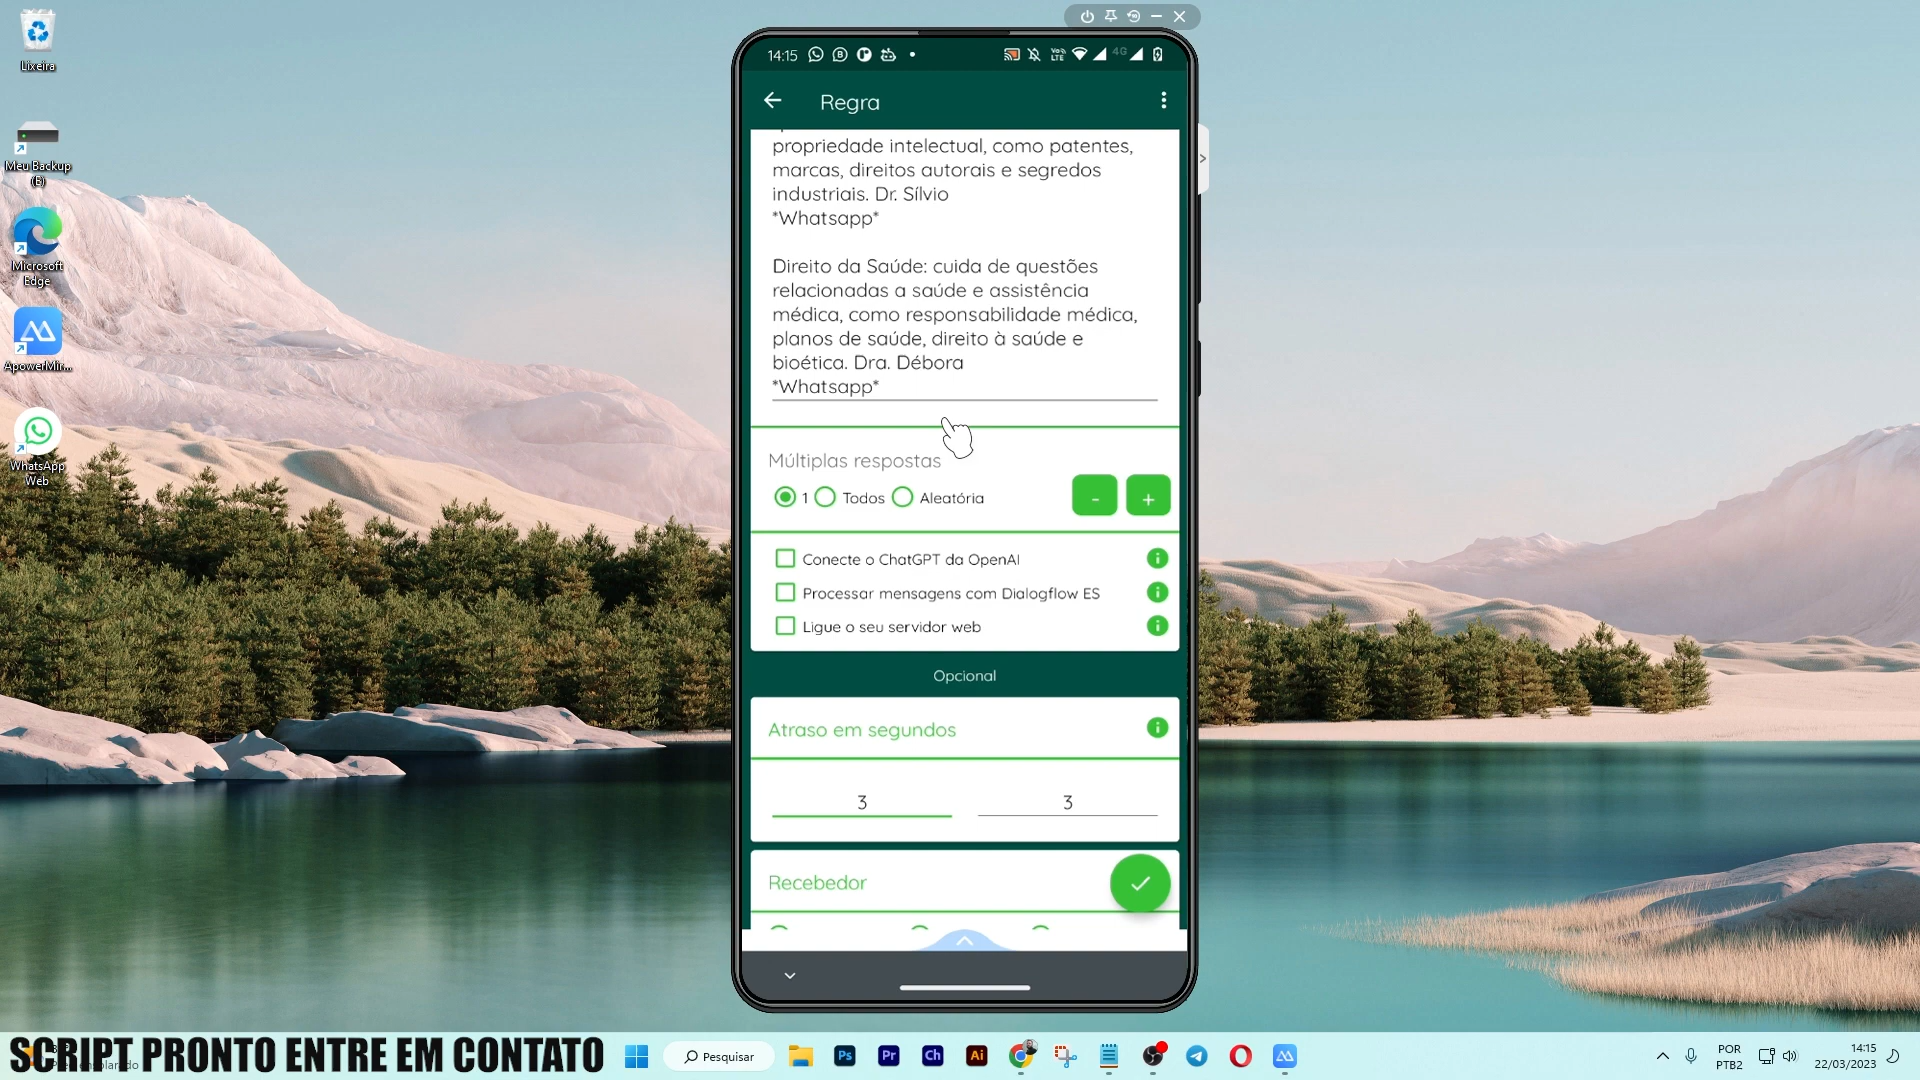 Lixeira
Meu Backup
(B)
Microsoft
Edge
ApowerMir...
WhatsApp
Web
14:15
VoLTE
4G
Regra
propriedade intelectual, como patentes,
marcas, direitos autorais e segredos
industriais. Dr. Sílvio
*Whatsapp*
Direito da Saúde: cuida de questões
relacionadas a saúde e assistência
médica, como responsabilidade médica,
planos de saúde, direito à saúde e
bioética. Dra. Débora
*Whatsapp*
Múltiplas respostas
1 Todos Aleatória - +
Conecte o ChatGPT da OpenAI
Processar mensagens com Dialogflow ES
Ligue o seu servidor web
Opcional
Atraso em segundos
3 3
Recebedor
SCRIPT PRONTO ENTRE EM CONTATO
Pesquisar
Ps
Pr
Ch
Ai
POR
PTB2
14:15
22/03/2023